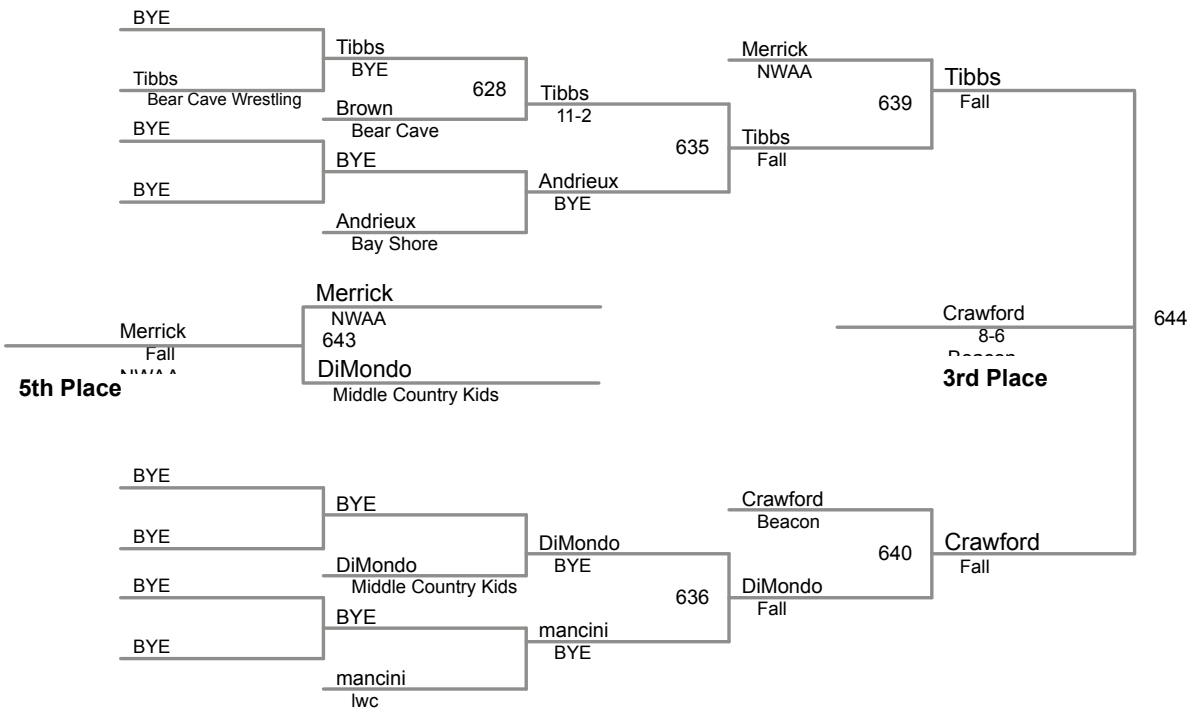 BYE
Tibbs
BYE
Merrick
NWAA
Tibbs
Fall
Tibbs
Bear Cave Wrestling
628
Tibbs
11-2
639
Brown
Bear Cave
BYE
635
Tibbs
Fall
BYE
BYE
Andrieux
BYE
Andrieux
Bay Shore
Merrick
NWAA
Merrick
Fall
643
Crawford
8-6
644
DiMondo
Middle Country Kids
5th Place
3rd Place
BYE
BYE
Crawford
Beacon
BYE
DiMondo
BYE
640
Crawford
Fall
DiMondo
Middle Country Kids
BYE
636
DiMondo
Fall
BYE
mancini
BYE
BYE
mancini
lwc